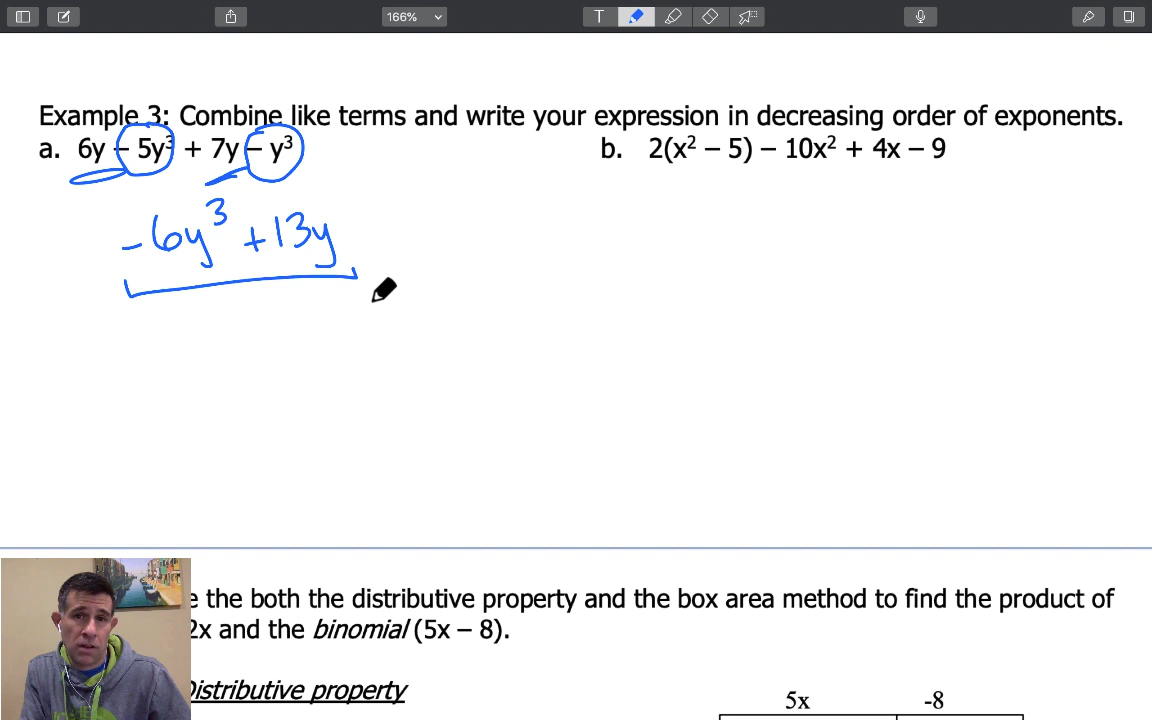 166%
T
Example 3: Combine like terms and write your expression in decreasing order of exponents.
a. 6y – 5y³ + 7y – y³
b. 2(x² – 5) – 10x² + 4x – 9
-6y³ +13y
the both the distributive property and the box area method to find the product of
2x and the binomial (5x – 8).
Distributive property
5x -8